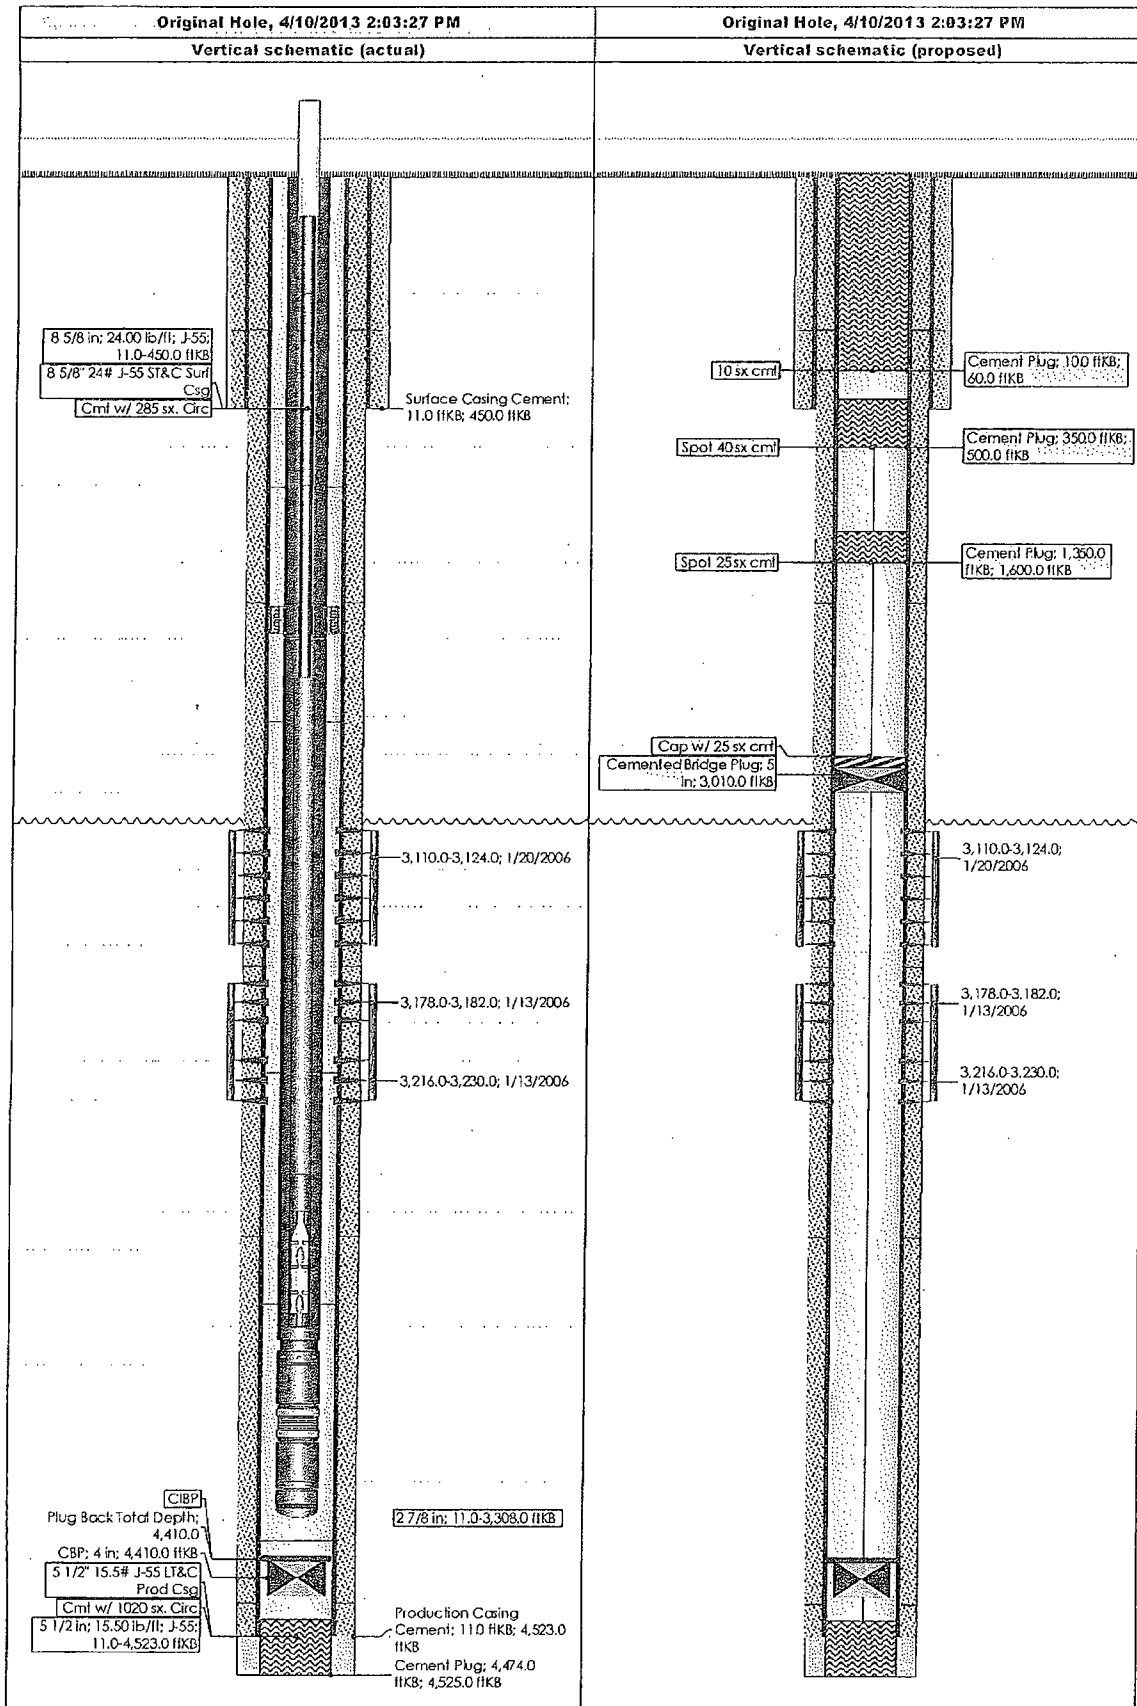 Original Hole, 4/10/2013 2:03:27 PM
Vertical schematic (actual)
8 5/8 in; 24.00 lb/ft; J-55;
11.0-450.0 ftKB
8 5/8" 24# J-55 ST&C Surf
Csg
Cmt w/ 285 sx. Circ
Surface Casing Cement;
11.0 ftKB; 450.0 ftKB
3,110.0-3,124.0; 1/20/2006
3,178.0-3,182.0; 1/13/2006
3,216.0-3,230.0; 1/13/2006
CIBP
Plug Back Total Depth;
4,410.0
CBP; 4 in; 4,410.0 ftKB
5 1/2" 15.5# J-55 LT&C
Prod Csg
Cmt w/ 1020 sx. Circ
5 1/2 in; 15.50 lb/ft; J-55;
11.0-4,523.0 ftKB
2 7/8 in; 11.0-3,308.0 ftKB
Production Casing
Cement; 11.0 ftKB; 4,523.0
ftKB
Cement Plug; 4,474.0
ftKB; 4,525.0 ftKB
Original Hole, 4/10/2013 2:03:27 PM
Vertical schematic (proposed)
10 sx cmt
Cement Plug; 10.0 ftKB;
60.0 ftKB
Spot 40 sx cmt
Cement Plug; 350.0 ftKB;
500.0 ftKB
Spot 25 sx cmt
Cement Plug; 1,350.0
ftKB; 1,600.0 ftKB
Cap w/ 25 sx cmt
Cemented Bridge Plug; 5
in; 3,010.0 ftKB
3,110.0-3,124.0;
1/20/2006
3,178.0-3,182.0;
1/13/2006
3,216.0-3,230.0;
1/13/2006